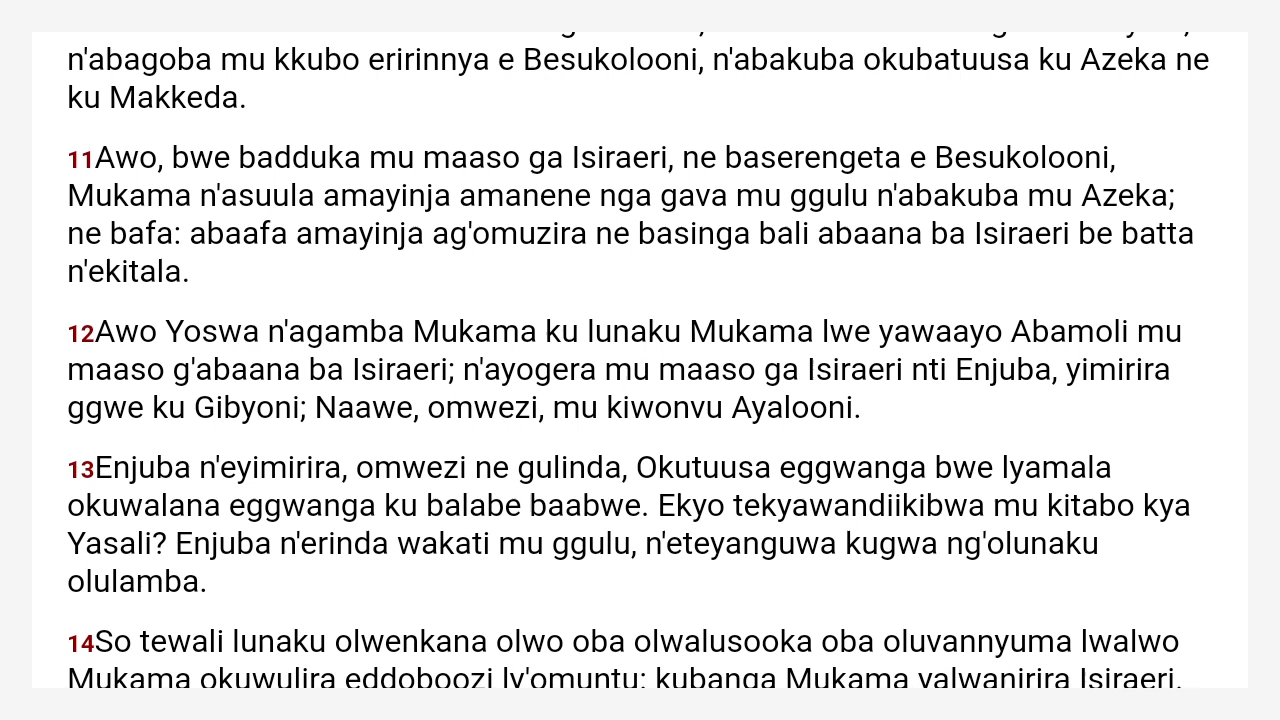 n'abagoba mu kkubo eririnnya e Besukolooni, n'abakuba okubatuusa ku Azeka ne
ku Makkeda.
11Awo, bwe badduka mu maaso ga Isiraeri, ne baserengeta e Besukolooni,
Mukama n'asuula amayinja amanene nga gava mu ggulu n'abakuba mu Azeka;
ne bafa: abaafa amayinja ag'omuzira ne basinga bali abaana ba Isiraeri be batta
n'ekitala.
12Awo Yoswa n'agamba Mukama ku lunaku Mukama lwe yawaayo Abamoli mu
maaso g'abaana ba Isiraeri; n'ayogera mu maaso ga Isiraeri nti Enjuba, yimirira
ggwe ku Gibyoni; Naawe, omwezi, mu kiwonvu Ayalooni.
13Enjuba n'eyimirira, omwezi ne gulinda, Okutuusa eggwanga bwe lyamala
okuwalana eggwanga ku balabe baabwe. Ekyo tekyawandiikibwa mu kitabo kya
Yasali? Enjuba n'erinda wakati mu ggulu, n'eteyanguwa kugwa ng'olunaku
olulamba.
14So tewali lunaku olwenkana olwo oba olwalusooka oba oluvannyuma lwalwo
Mukama okuwulira eddoboozi ly'omuntu: kubanga Mukama yalwanirira Isiraeri.